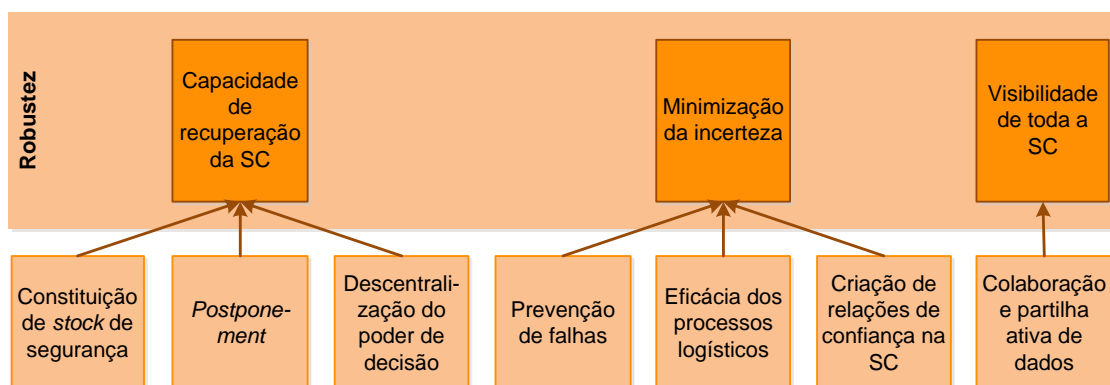 Robustez
Capacidade
de
recuperação
da SC
Minimização
da incerteza
Visibilidade
de toda a
SC
Constituição
de stock de
segurança
Postpone-
ment
Descentrali-
zação do
poder de
decisão
Prevenção
de falhas
Eficácia dos
processos
logísticos
Criação de
relações de
confiança na
SC
Colaboração
e partilha
ativa de
dados